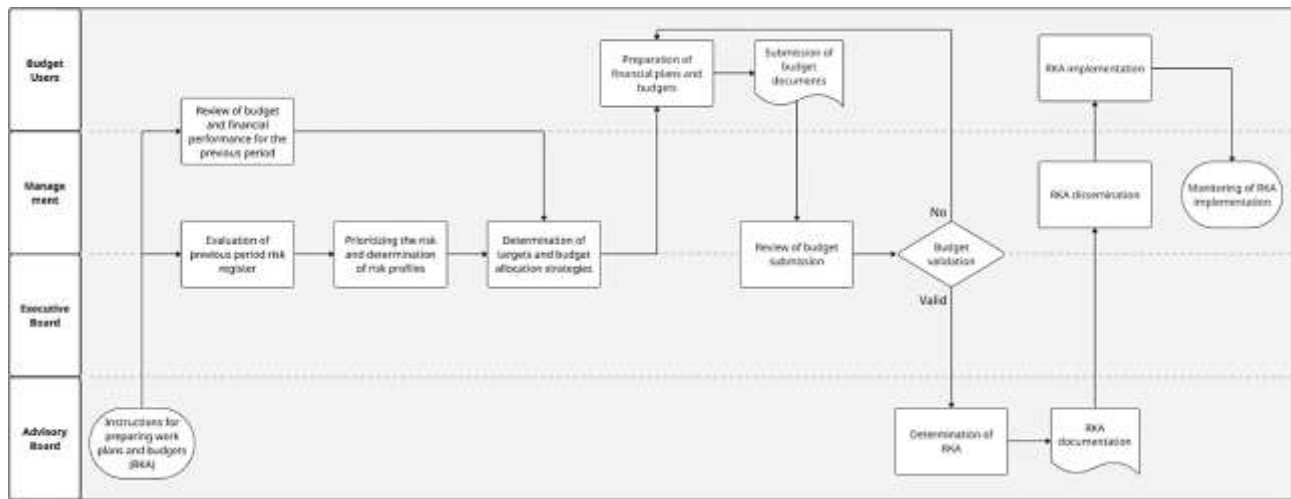 Budget
Users
Manage
ment
Executive
Board
Advisory
Board
Instructions for
preparing work
plans and budgets
(RKA)
Review of budget
and financial
performance for the
previous period
Evaluation of
previous period risk
register
Prioritizing the risk
and determination
of risk profiles
Determination of
targets and budget
allocation strategies
Preparation of
financial plans and
budgets
Submission of
budget
documents
Review of budget
submission
Budget
validation
No
Valid
Determination of
RKA
RKA
documentation
RKA dissemination
RKA implementation
Monitoring of RKA
implementation